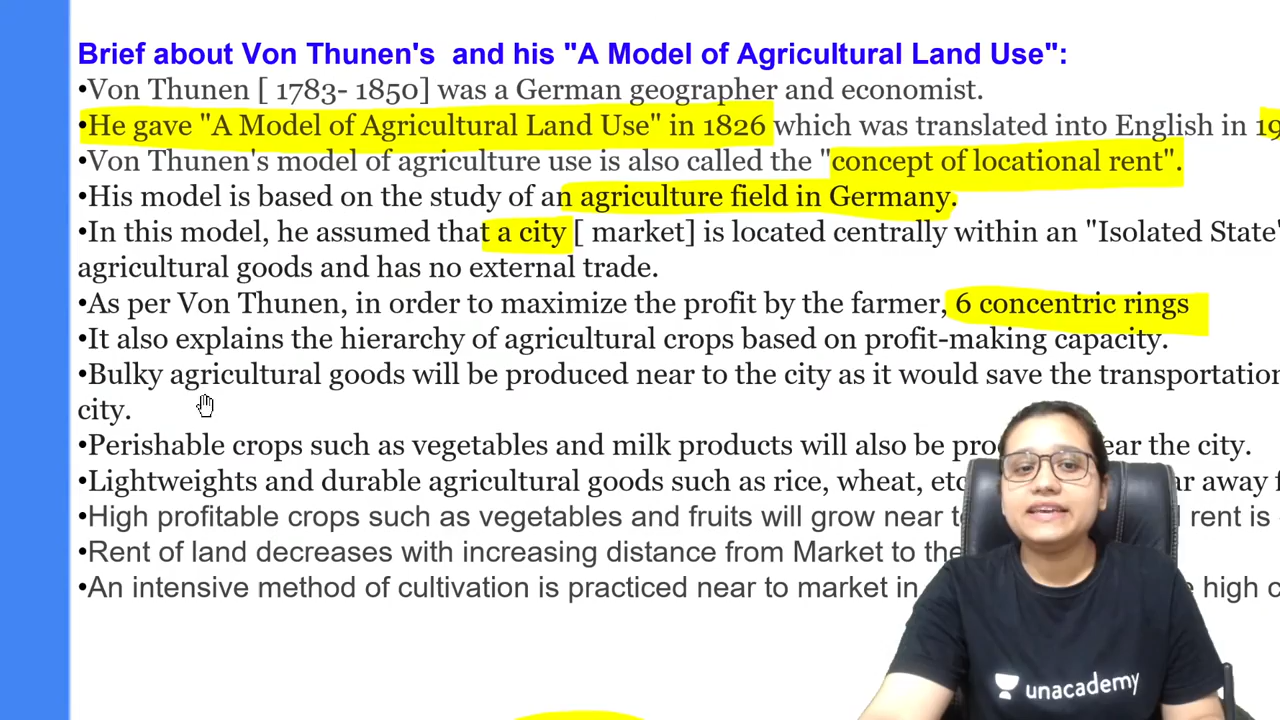 Brief about Von Thunen's and his "A Model of Agricultural Land Use":
•Von Thunen [ 1783- 1850] was a German geographer and economist.
•He gave "A Model of Agricultural Land Use" in 1826 which was translated into English in
•Von Thunen's model of agriculture use is also called the "concept of locational rent".
•His model is based on the study of an agriculture field in Germany.
•In this model, he assumed that a city [ market] is located centrally within an "Isolated State"
agricultural goods and has no external trade.
•As per Von Thunen, in order to maximize the profit by the farmer, 6 concentric rings
•It also explains the hierarchy of agricultural crops based on profit-making capacity.
•Bulky agricultural goods will be produced near to the city as it would save the transportation
city.
•Perishable crops such as vegetables and milk products will also be near the city.
•Lightweights and durable agricultural goods such as rice, wheat, away
•High profitable crops such as vegetables and fruits will grow near rent is
•Rent of land decreases with increasing distance from Market to the
•An intensive method of cultivation is practiced near to market in high
unacademy